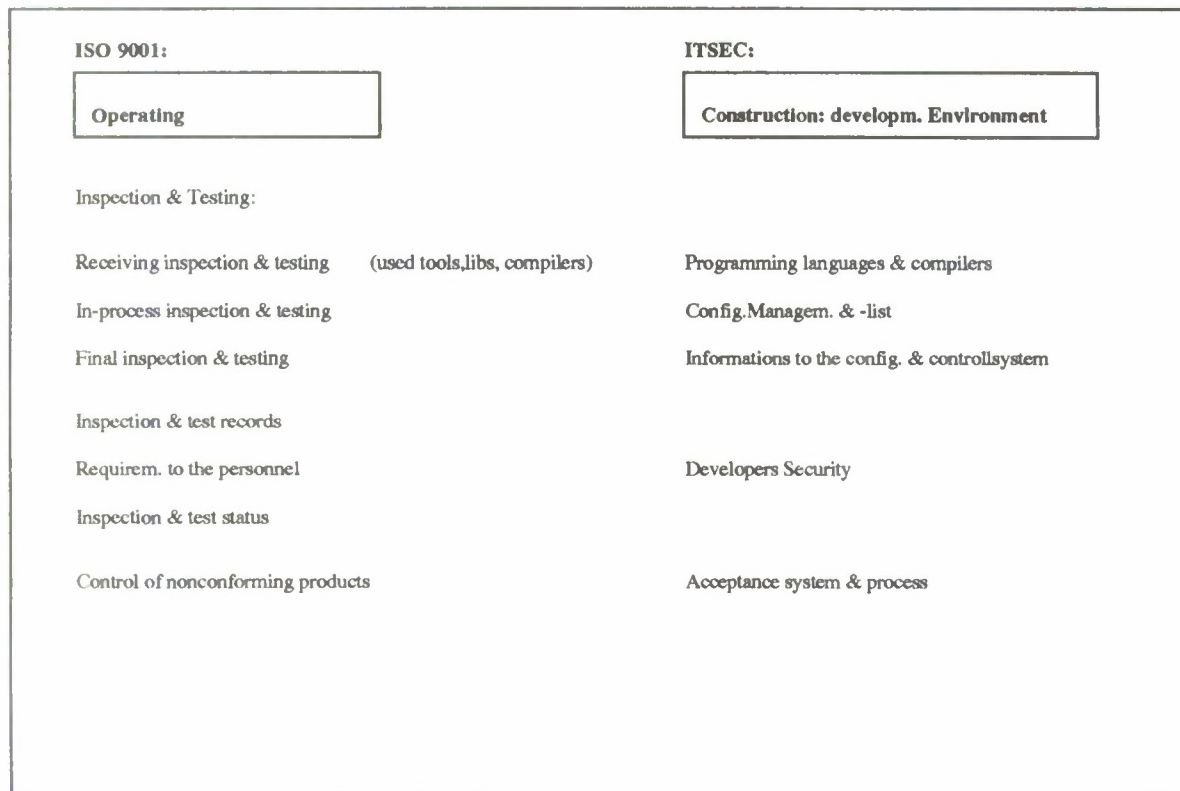 ISO 9001: ITSEC:
Operating Construction: developm. Environment
Inspection & Testing:
Receiving inspection & testing (used tools,libs, compilers) Programming languages & compilers
In-process inspection & testing Config.Managem. & -list
Final inspection & testing Informations to the config. & controllsystem
Inspection & test records
Requirem. to the personnel Developers Security
Inspection & test status
Control of nonconforming products Acceptance system & process